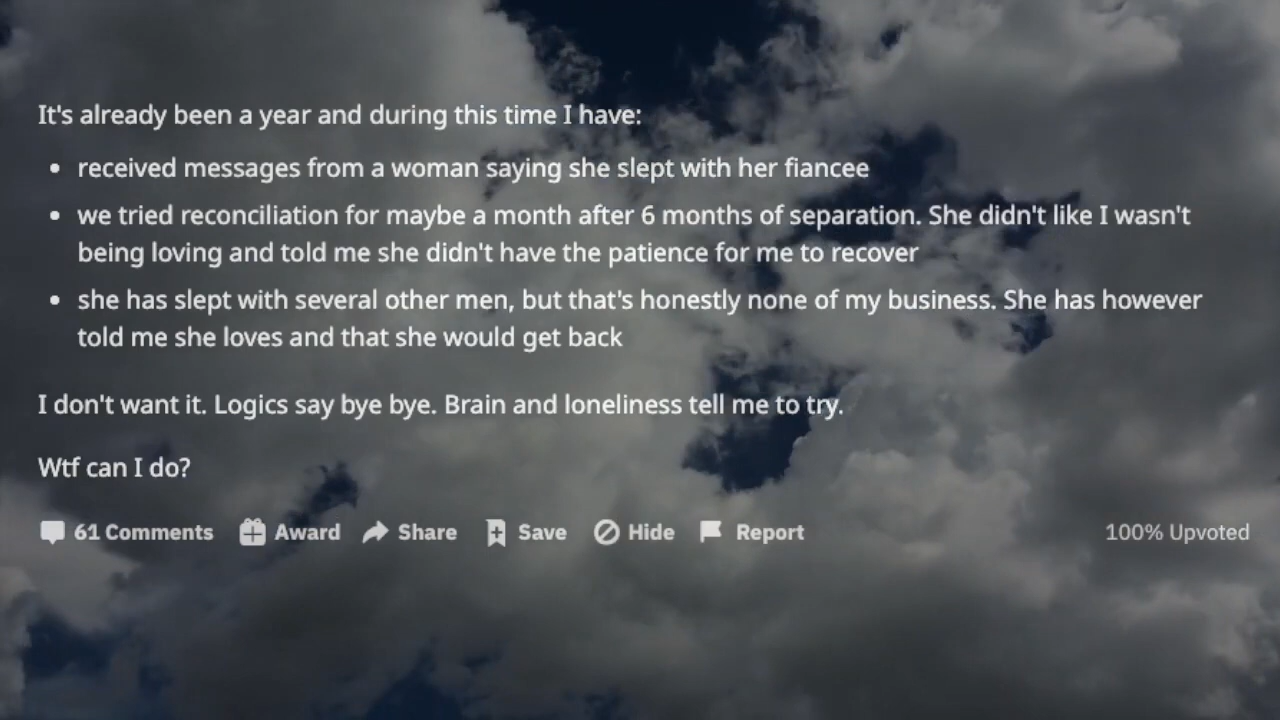 It's already been a year and during this time I have:
• received messages from a woman saying she slept with her fiancee
• we tried reconciliation for maybe a month after 6 months of separation. She didn't like I wasn't
being loving and told me she didn't have the patience for me to recover
• she has slept with several other men, but that's honestly none of my business. She has however
told me she loves and that she would get back
I don't want it. Logics say bye bye. Brain and loneliness tell me to try.
Wtf can I do?
61 Comments Award Share Save Hide Report 100% Upvoted